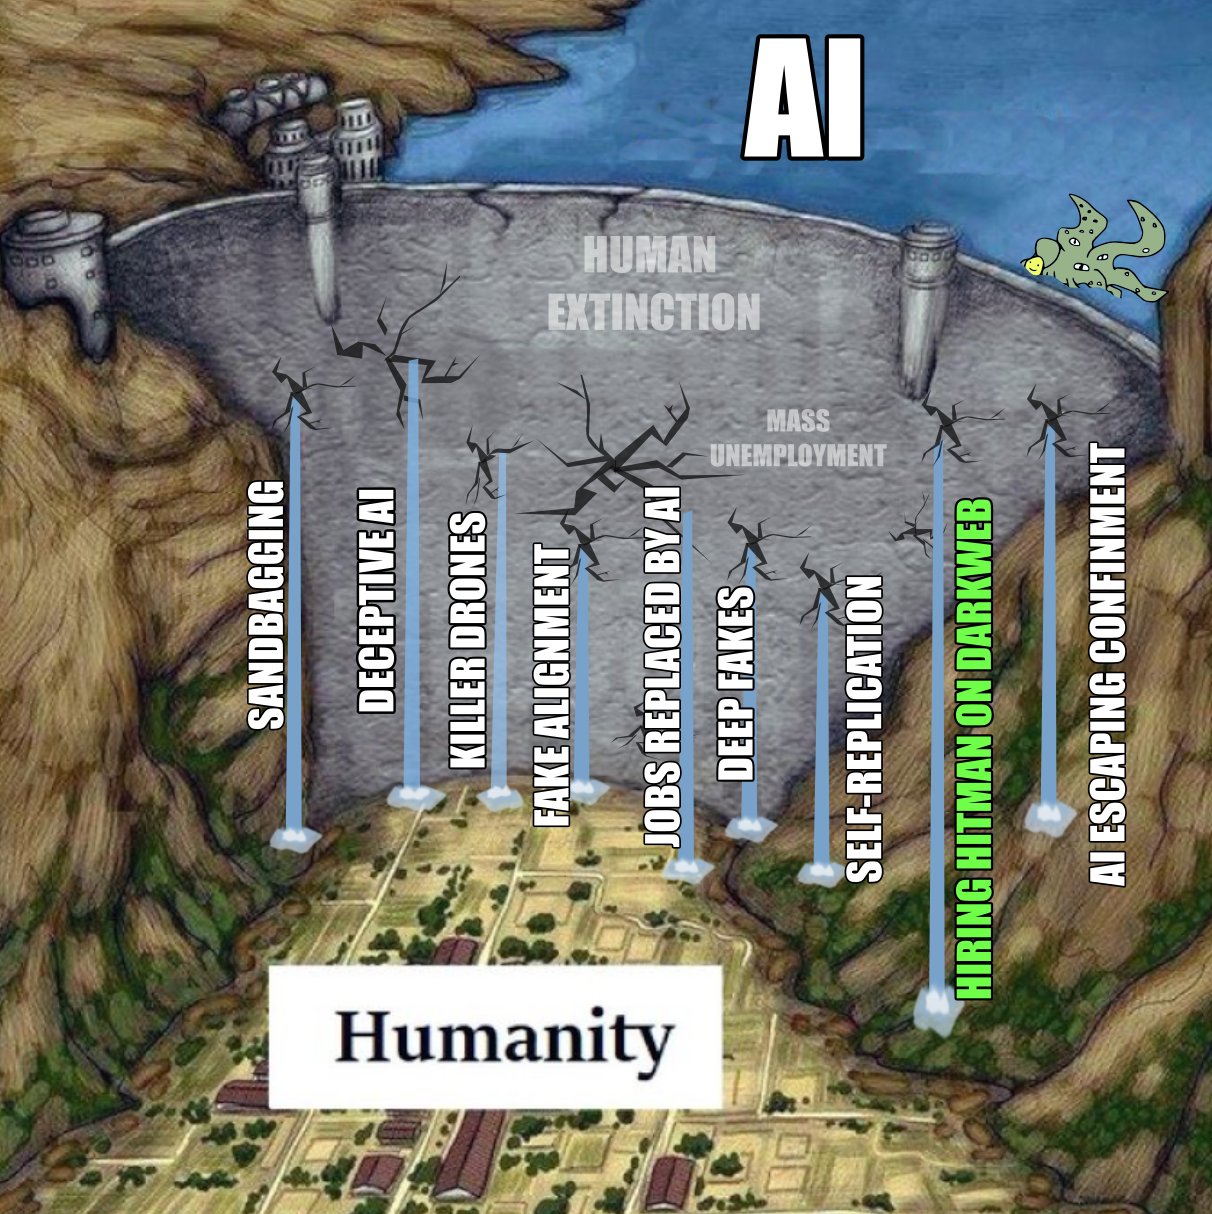 AI
HUMAN
EXTINCTION
MASS
UNEMPLOYMENT
SANDBAGGING
DECEPTIVE AI
KILLER DRONES
FAKE ALIGNMENT
JOBS REPLACED BY AI
DEEP FAKES
SELF-REPLICATION
HIRING HITMAN ON DARKWEB
AI ESCAPING CONFINMENT
Humanity